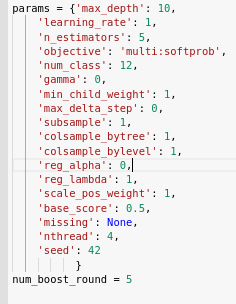 params = {'max_depth': 10,
'learning_rate': 1,
'n_estimators': 5,
'objective': 'multi:softprob',
'num_class': 12,
'gamma': 0,
'min_child_weight': 1,
'max_delta_step': 0,
'subsample': 1,
'colsample_bytree': 1,
'colsample_bylevel': 1,
'reg_alpha': 0,
'reg_lambda': 1,
'scale_pos_weight': 1,
'base_score': 0.5,
'missing': None,
'nthread': 4,
'seed': 42
}
num_boost_round = 5